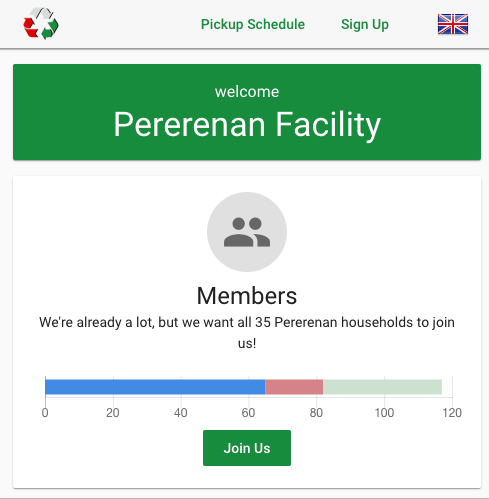 Pickup Schedule Sign Up
welcome
Pererenan Facility
Members
We're already a lot, but we want all 35 Pererenan households to join
us!
0 20 40 60 80 100 120
Join Us